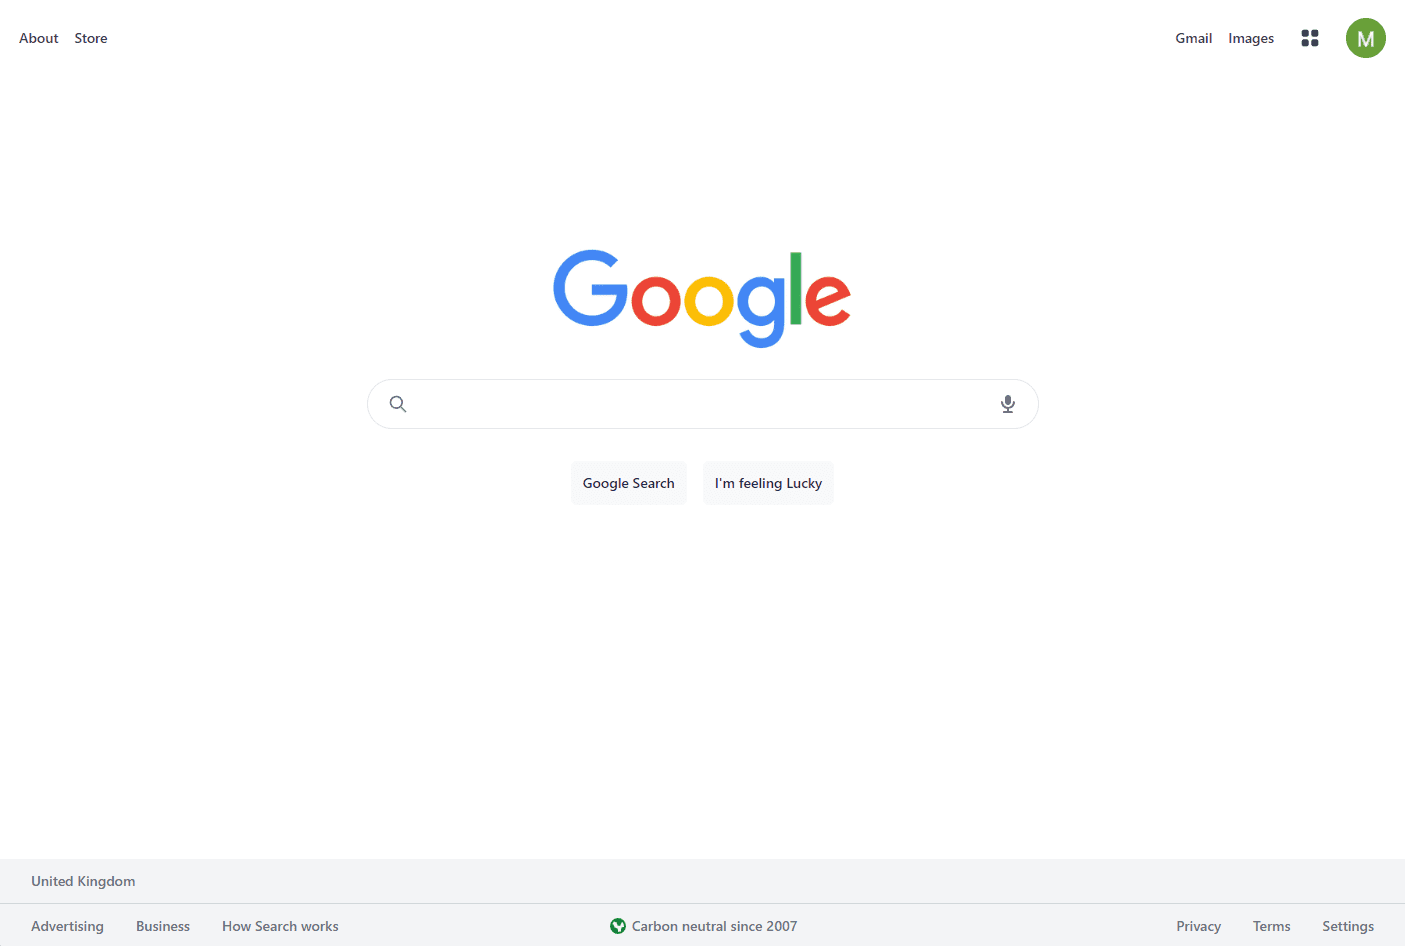 About Store Gmail Images M
Google
Google Search I'm feeling Lucky
United Kingdom
Advertising Business How Search works Carbon neutral since 2007 Privacy Terms Settings